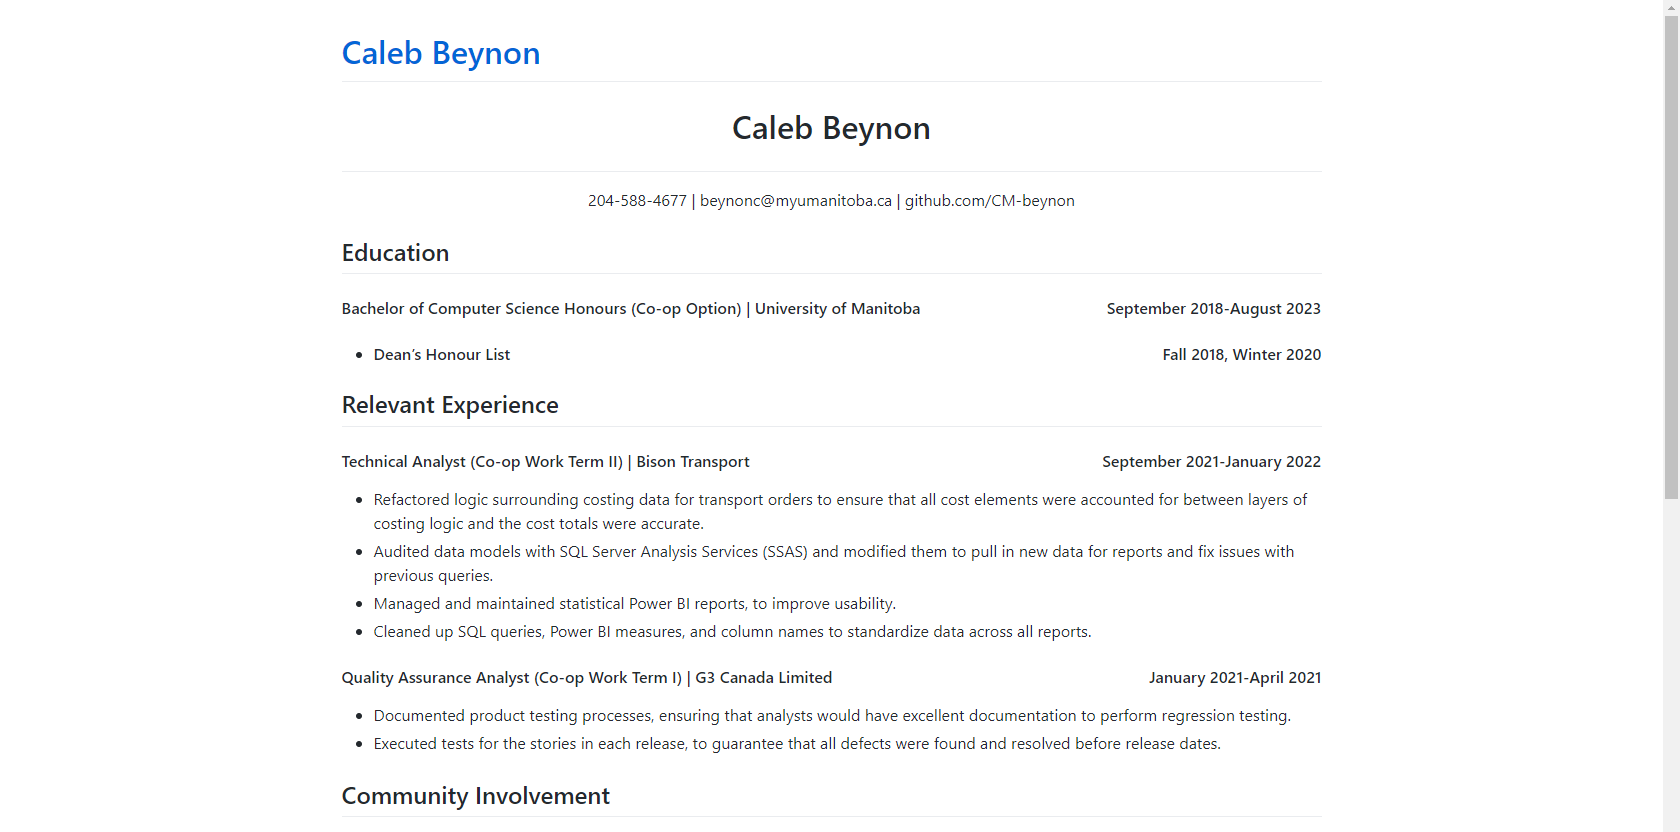 Caleb Beynon
Caleb Beynon
204-588-4677 | beynonc@myumanitoba.ca | github.com/CM-beynon
Education
Bachelor of Computer Science Honours (Co-op Option) | University of Manitoba September 2018-August 2023
• Dean’s Honour List Fall 2018, Winter 2020
Relevant Experience
Technical Analyst (Co-op Work Term II) | Bison Transport September 2021-January 2022
• Refactored logic surrounding costing data for transport orders to ensure that all cost elements were accounted for between layers of
costing logic and the cost totals were accurate.
• Audited data models with SQL Server Analysis Services (SSAS) and modified them to pull in new data for reports and fix issues with
previous queries.
• Managed and maintained statistical Power BI reports, to improve usability.
• Cleaned up SQL queries, Power BI measures, and column names to standardize data across all reports.
Quality Assurance Analyst (Co-op Work Term I) | G3 Canada Limited January 2021-April 2021
• Documented product testing processes, ensuring that analysts would have excellent documentation to perform regression testing.
• Executed tests for the stories in each release, to guarantee that all defects were found and resolved before release dates.
Community Involvement